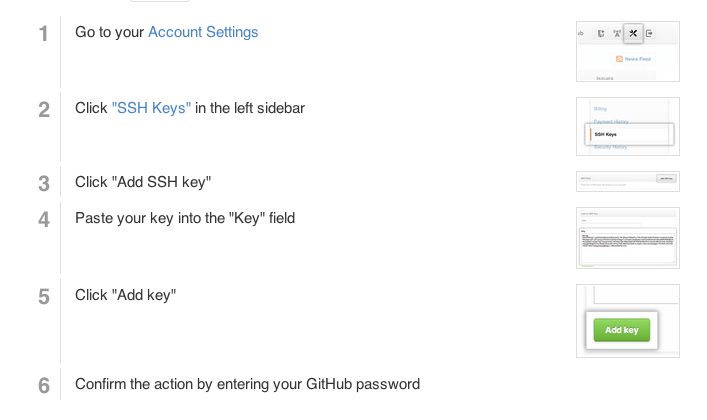 1 Go to your Account Settings
News Feed
2 Click "SSH Keys" in the left sidebar
Billing
Payment History
SSH Keys
Security History
3 Click "Add SSH key"
4 Paste your key into the "Key" field
5 Click "Add key"
Add key
6 Confirm the action by entering your GitHub password